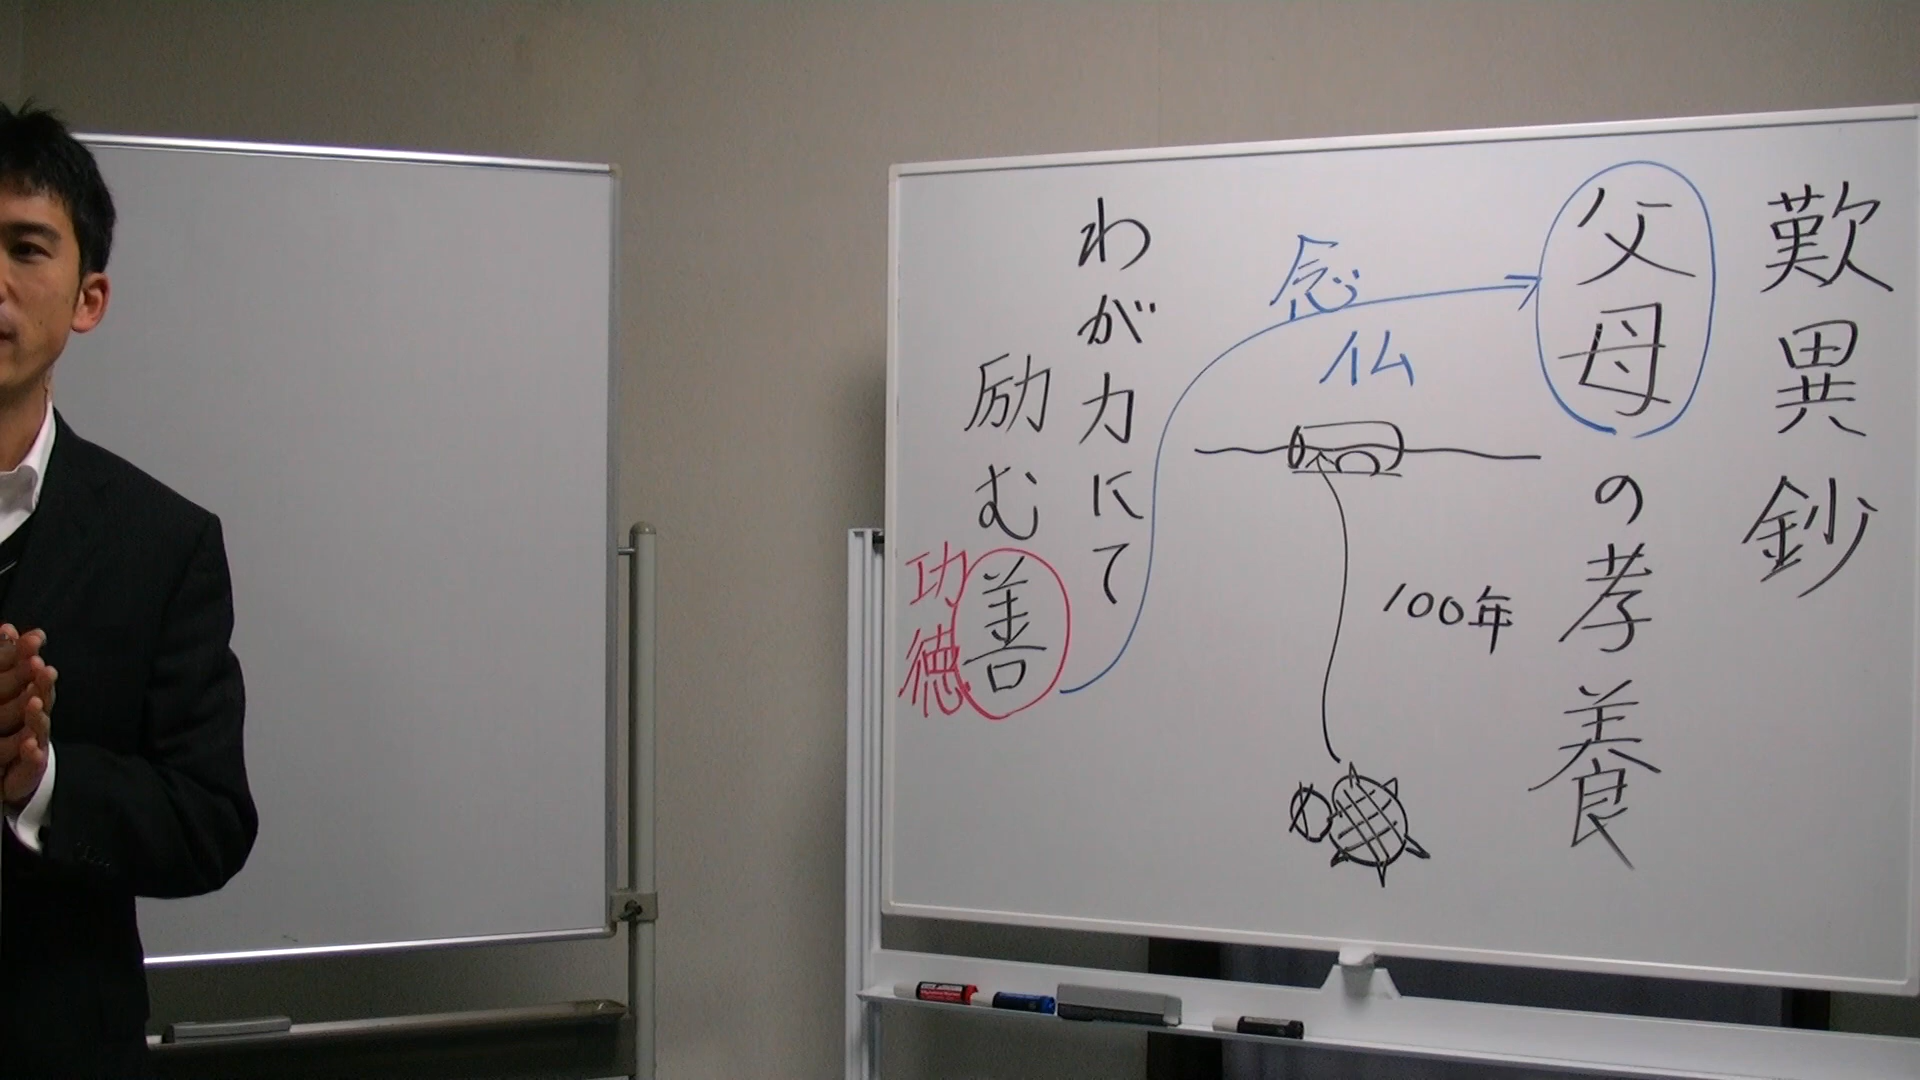 歎異鈔
父母の孝養
念仏
100年
わが力にて
励む善
功徳